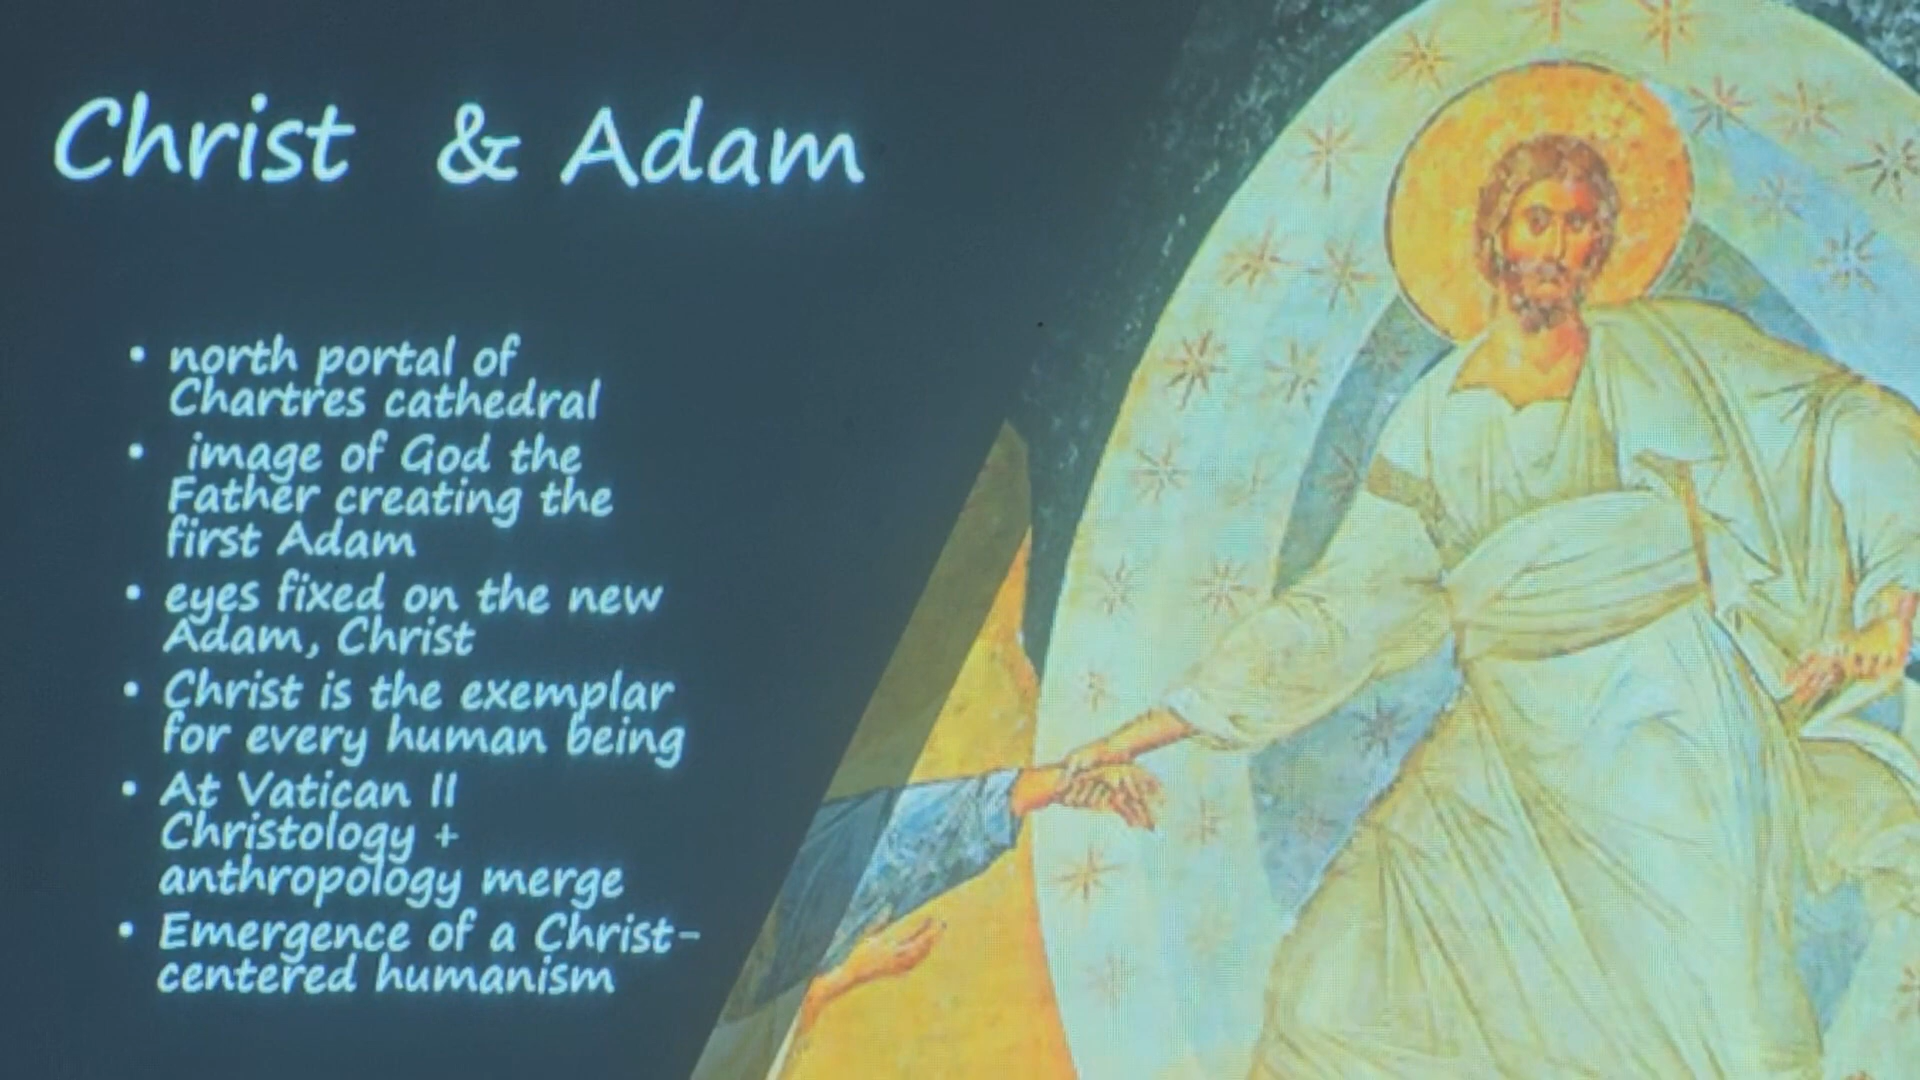 Christ & Adam
• north portal of
Chartres cathedral
• image of God the
Father creating the
first Adam
• eyes fixed on the new
Adam, Christ
• Christ is the exemplar
for every human being
• At Vatican II
Christology +
anthropology merge
• Emergence of a Christ-
centered humanism